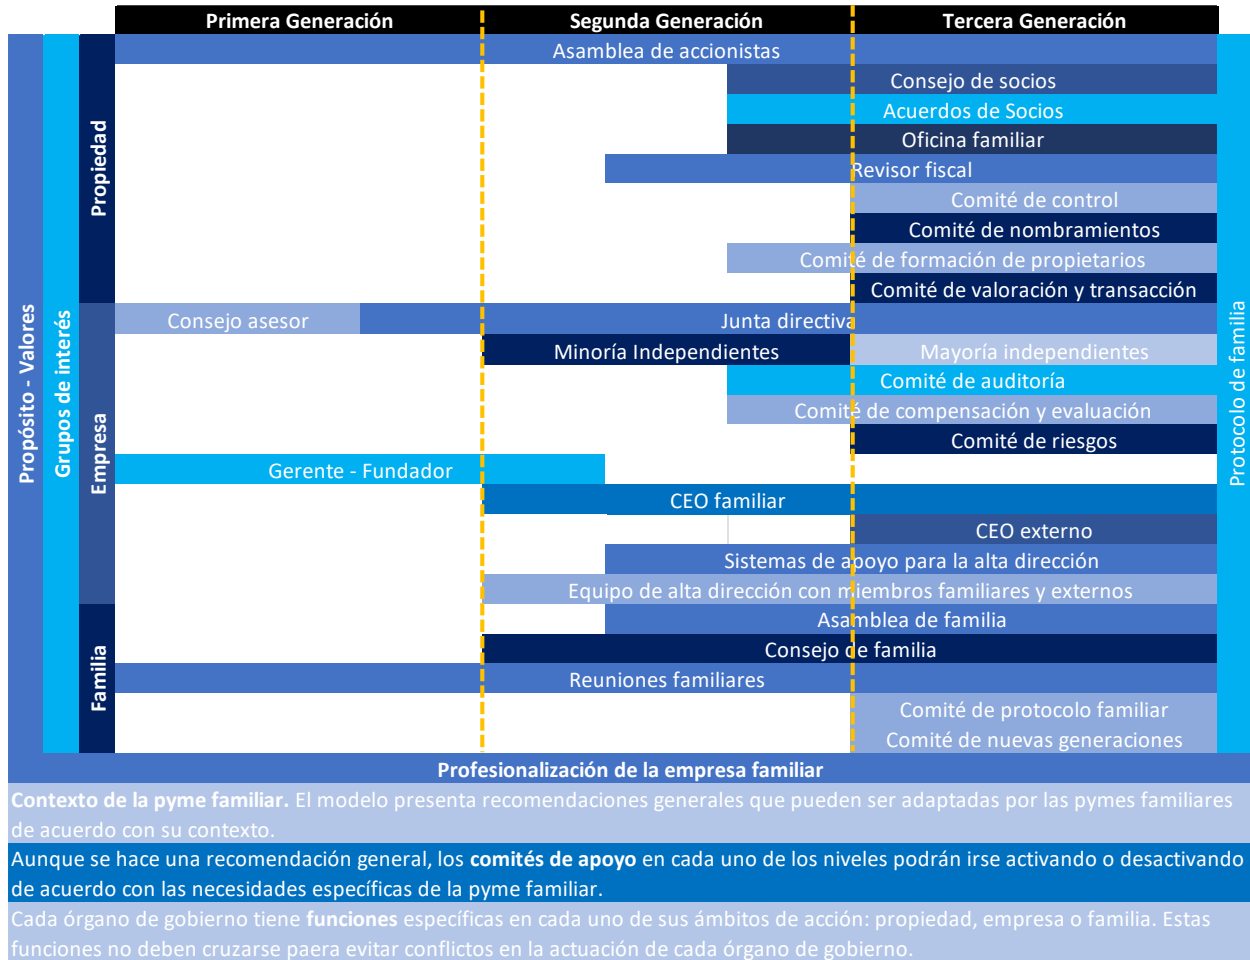 Primera Generación
Segunda Generación
Tercera Generación
Propósito - Valores
Grupos de interés
Propiedad
Asamblea de accionistas
Consejo de socios
Acuerdos de Socios
Oficina familiar
Revisor fiscal
Comité de control
Comité de nombramientos
Comité de formación de propietarios
Comité de valoración y transacción
Empresa
Consejo asesor
Junta directiva
Minoría Independientes
Mayoría independientes
Comité de auditoría
Comité de compensación y evaluación
Comité de riesgos
Gerente - Fundador
CEO familiar
CEO externo
Sistemas de apoyo para la alta dirección
Equipo de alta dirección con miembros familiares y externos
Familia
Asamblea de familia
Consejo de familia
Reuniones familiares
Comité de protocolo familiar
Comité de nuevas generaciones
Protocolo de familia
Profesionalización de la empresa familiar
Contexto de la pyme familiar. El modelo presenta recomendaciones generales que pueden ser adaptadas por las pymes familiares
de acuerdo con su contexto.
Aunque se hace una recomendación general, los comités de apoyo en cada uno de los niveles podrán irse activando o desactivando
de acuerdo con las necesidades específicas de la pyme familiar.
Cada órgano de gobierno tiene funciones específicas en cada uno de sus ámbitos de acción: propiedad, empresa o familia. Estas
funciones no deben cruzarse paera evitar conflictos en la actuación de cada órgano de gobierno.